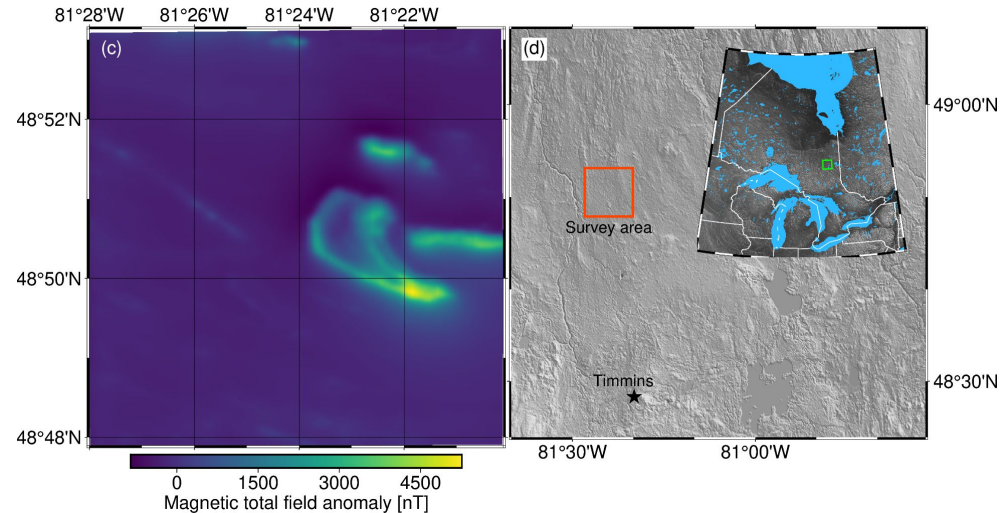 81°28'W 81°26'W 81°24'W 81°22'W
(c)
(d)
48°52'N
49°00'N
Survey area
48°50'N
Timmins
48°30'N
48°48'N
81°30'W 81°00'W
0 1500 3000 4500
Magnetic total field anomaly [nT]